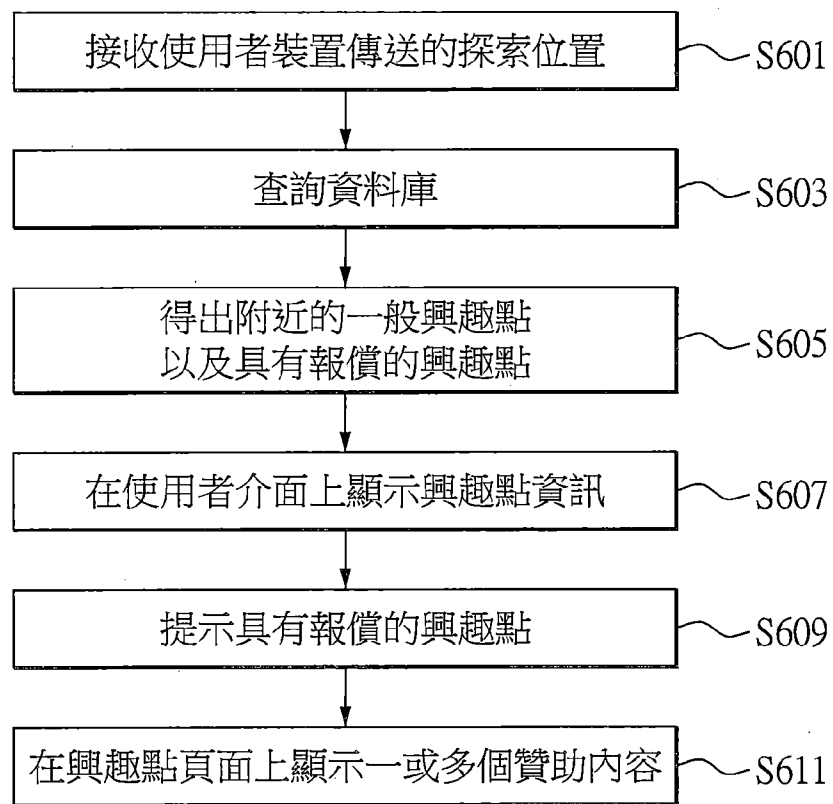 接收使用者裝置傳送的探索位置
S601
查詢資料庫
S603
得出附近的一般興趣點
以及具有報償的興趣點
S605
在使用者介面上顯示興趣點資訊
S607
提示具有報償的興趣點
S609
在興趣點頁面上顯示一或多個贊助內容
S611